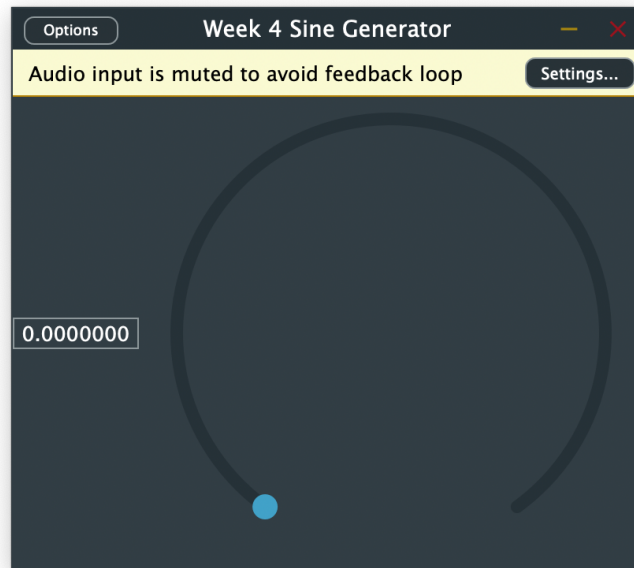 Options
Week 4 Sine Generator
Audio input is muted to avoid feedback loop
Settings...
0.0000000